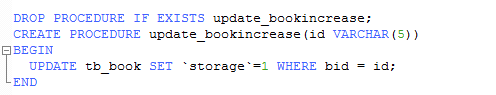 DROP PROCEDURE IF EXISTS update_bookincrease;
CREATE PROCEDURE update_bookincrease(id VARCHAR(5))
BEGIN
UPDATE tb_book SET `storage`=1 WHERE bid = id;
END